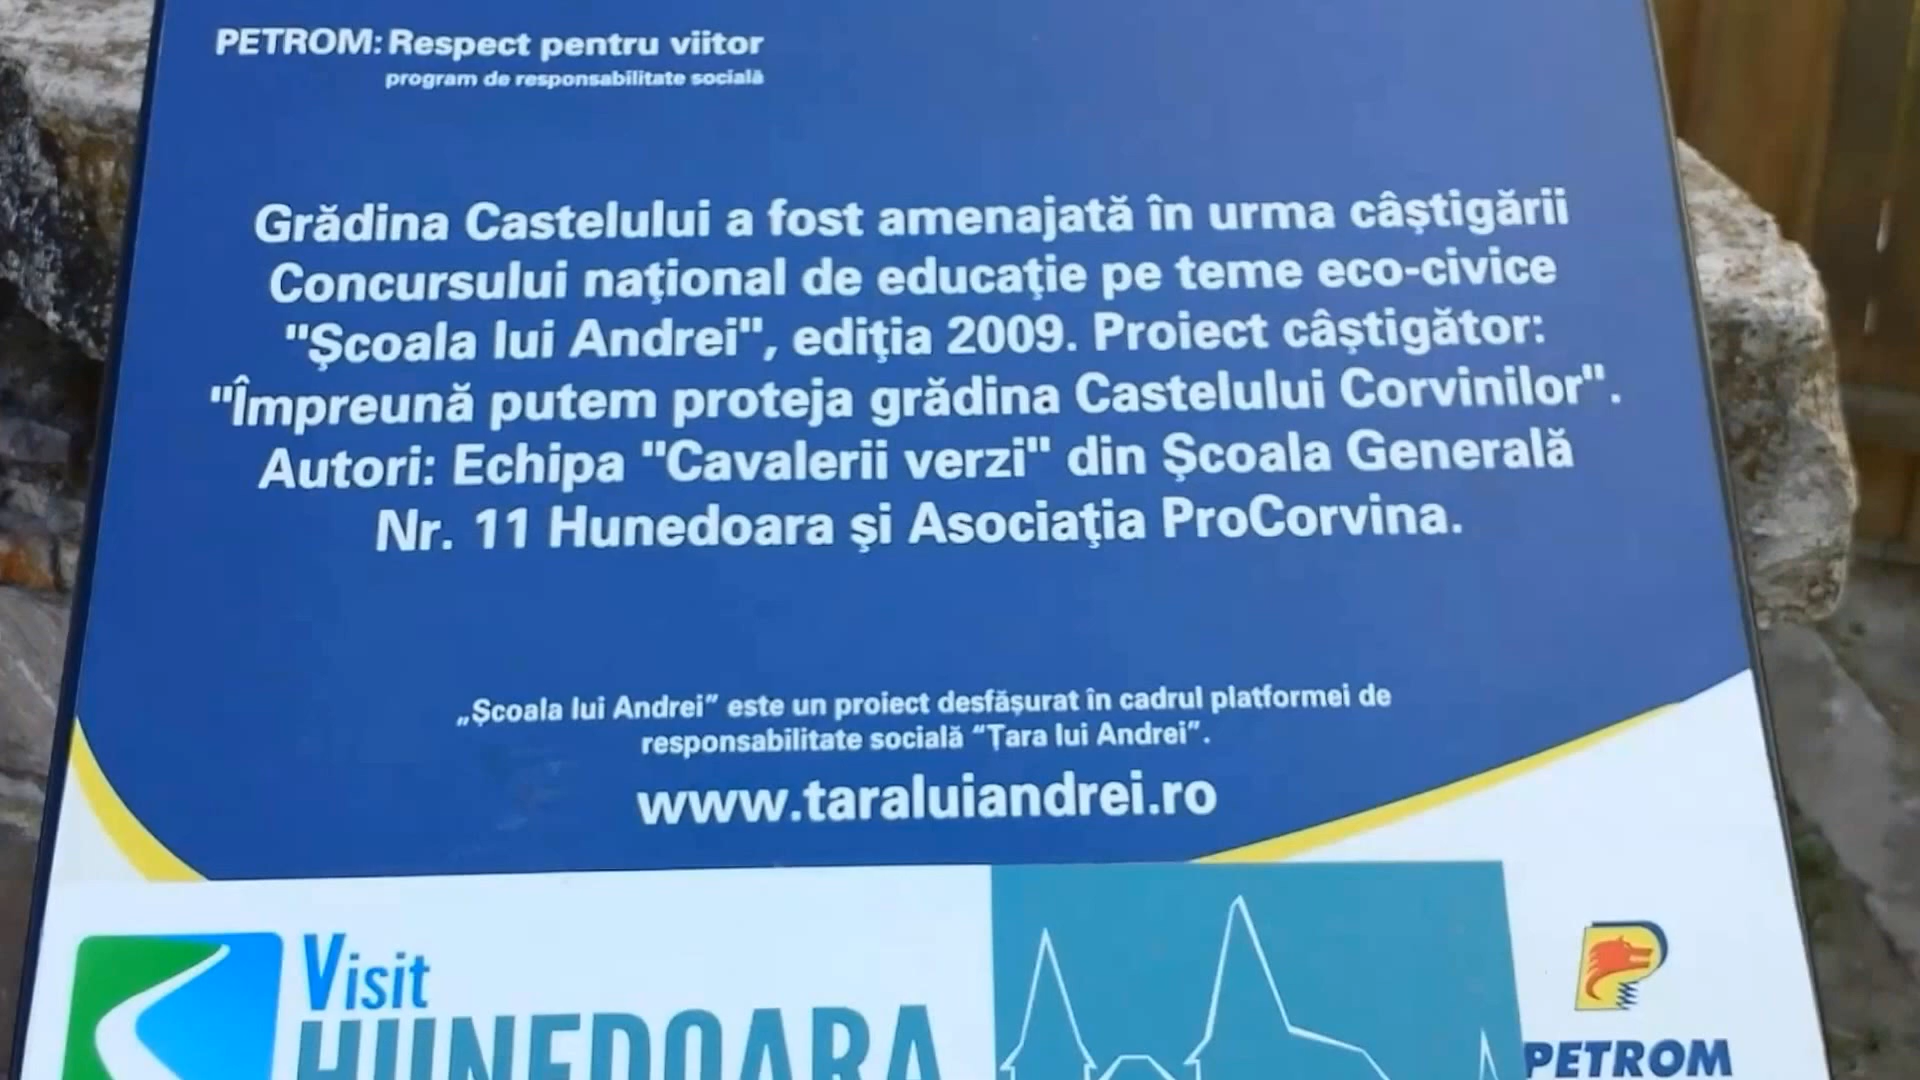 PETROM: Respect pentru viitor
program de responsabilitate socială
Grădina Castelului a fost amenajată în urma câştigării
Concursului naţional de educaţie pe teme eco-civice
"Şcoala lui Andrei", ediţia 2009. Proiect câştigător:
"Împreună putem proteja grădina Castelului Corvinilor".
Autori: Echipa "Cavalerii verzi" din Şcoala Generală
Nr. 11 Hunedoara şi Asociaţia ProCorvina.
„Şcoala lui Andrei” este un proiect desfăşurat în cadrul platformei de
responsabilitate socială “Ţara lui Andrei”.
www.taraluiandrei.ro
Visit
HUNEDOARA
PETROM